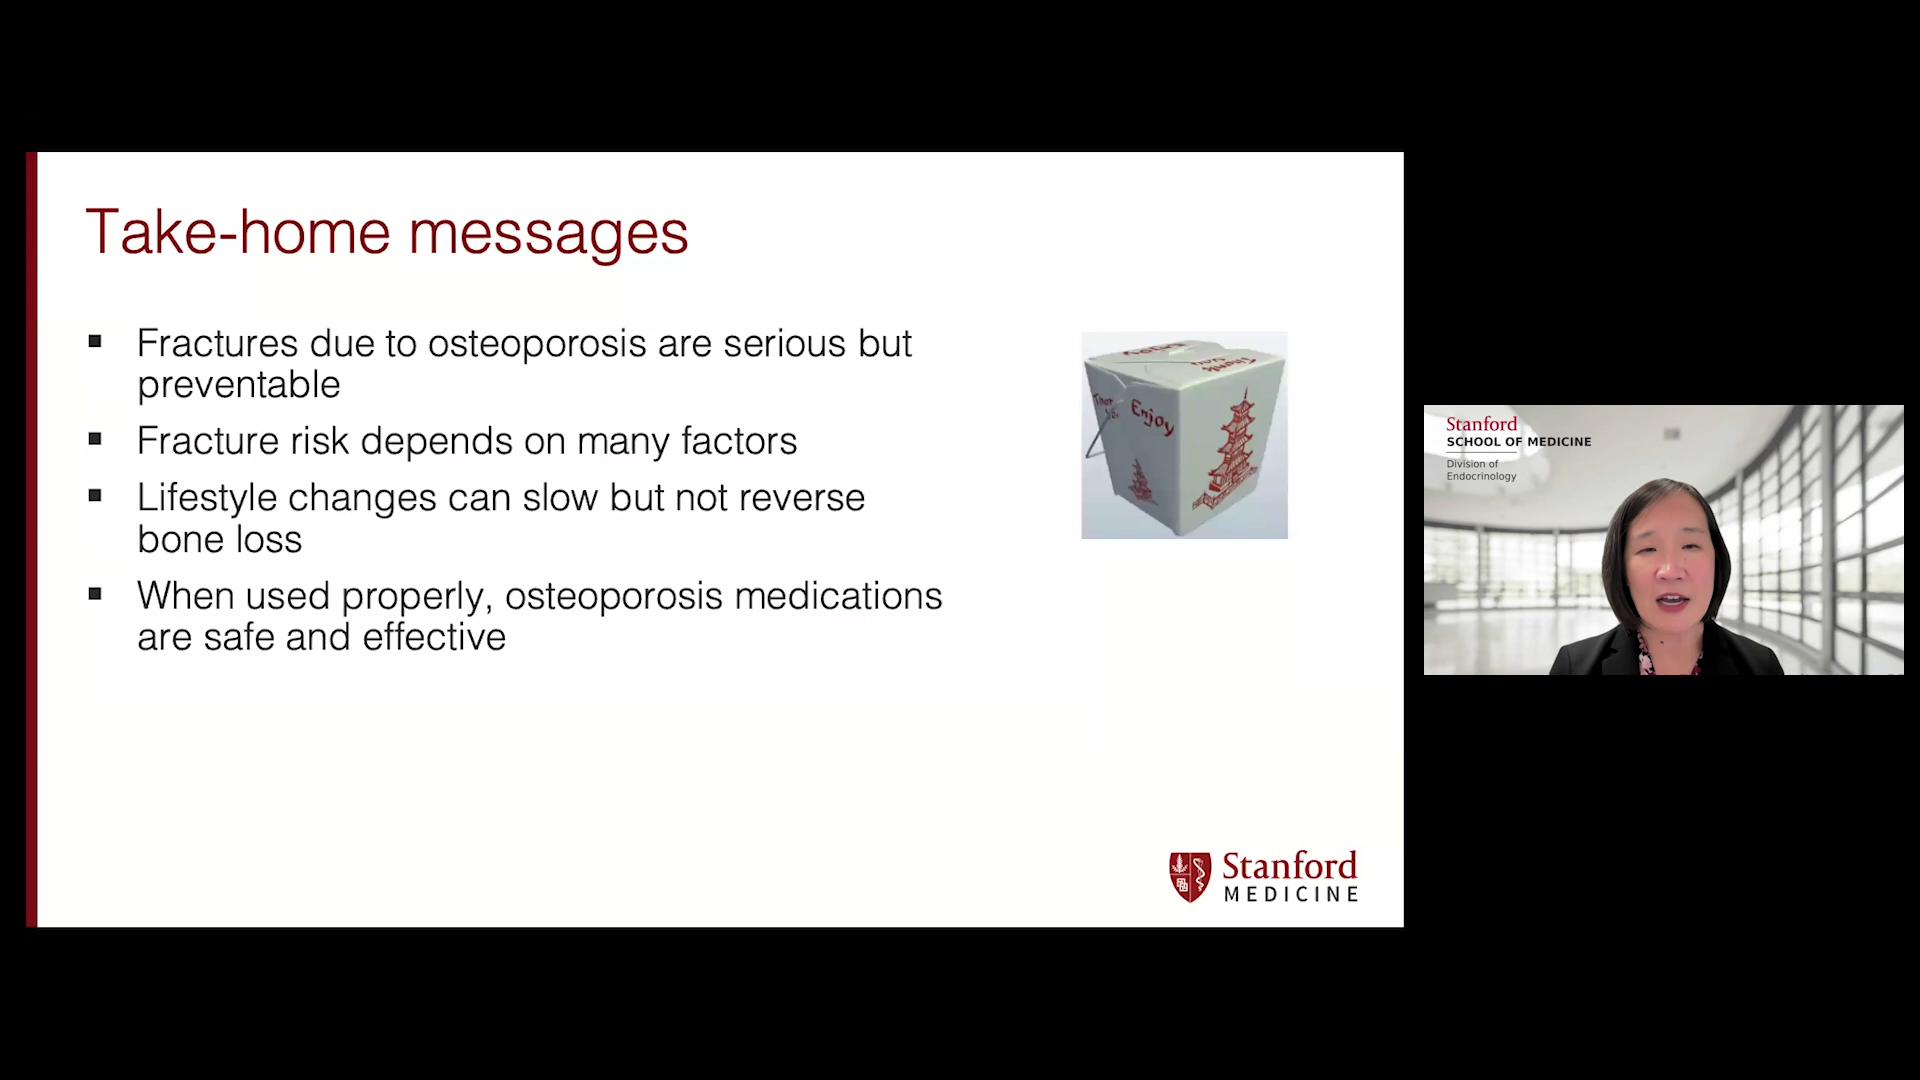 Take-home messages
Fractures due to osteoporosis are serious but
preventable
Fracture risk depends on many factors
Lifestyle changes can slow but not reverse
bone loss
When used properly, osteoporosis medications
are safe and effective
Enjoy
Enjoy
Stanford
MEDICINE
Stanford
SCHOOL OF MEDICINE
Division of
Endocrinology